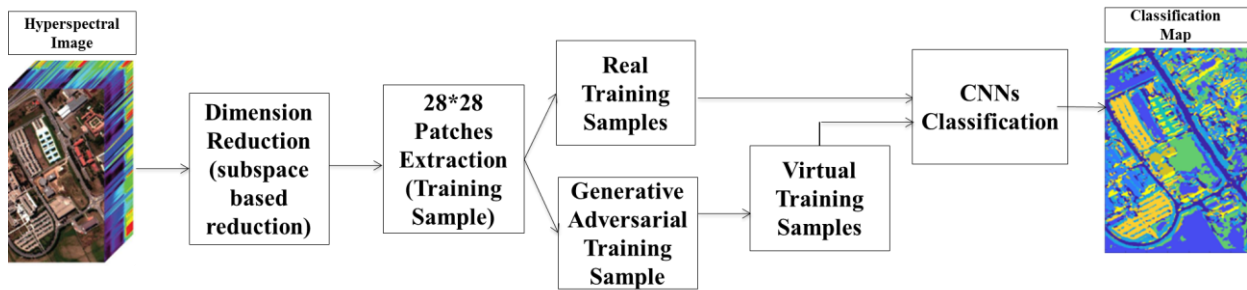 Hyperspectral
Image
Dimension
Reduction
(subspace
based
reduction)
28*28
Patches
Extraction
(Training
Sample)
Real
Training
Samples
Generative
Adversarial
Training
Sample
Virtual
Training
Samples
CNNs
Classification
Classification
Map